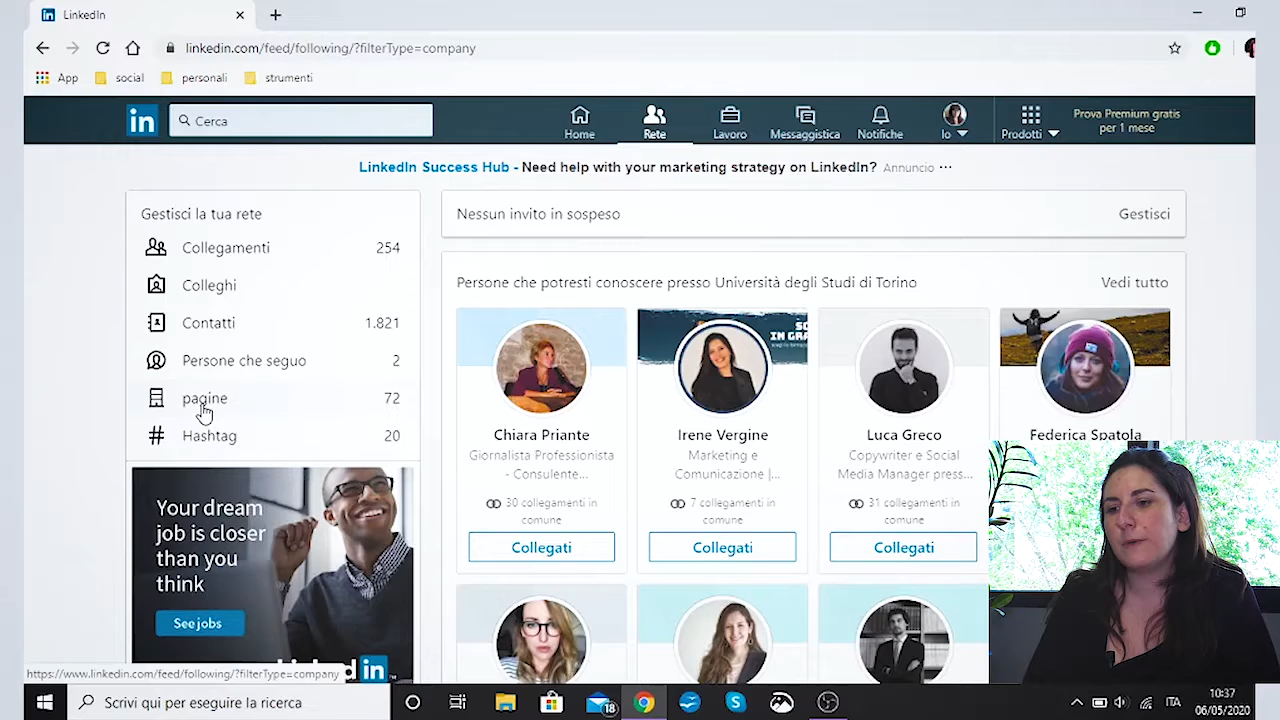 LinkedIn
linkedin.com/feed/following/?filterType=company
App
social
personali
strumenti
in
Cerca
Home
Rete
Lavoro
Messaggistica
Notifiche
Io
Prodotti
Prova Premium gratis
per 1 mese
LinkedIn Success Hub - Need help with your marketing strategy on LinkedIn? Annuncio ···
Gestisci la tua rete
Collegamenti 254
Colleghi
Contatti 1.821
Persone che seguo 2
pagine 72
Hashtag 20
Nessun invito in sospeso
Gestisci
Persone che potresti conoscere presso Università degli Studi di Torino
Vedi tutto
Chiara Priante
Giornalista Professionista
- Consulente...
30 collegamenti in
comune
Collegati
Irene Vergine
Marketing e
Comunicazione |...
7 collegamenti in
comune
Collegati
Luca Greco
Copywriter e Social
Media Manager press...
31 collegamenti in
comune
Collegati
Federica Spatola
Your dream
job is closer
than you
think
See jobs
in
https://www.linkedin.com/feed/following/?filterType=company
Scrivi qui per eseguire la ricerca
18
ITA
10:37
06/05/2020